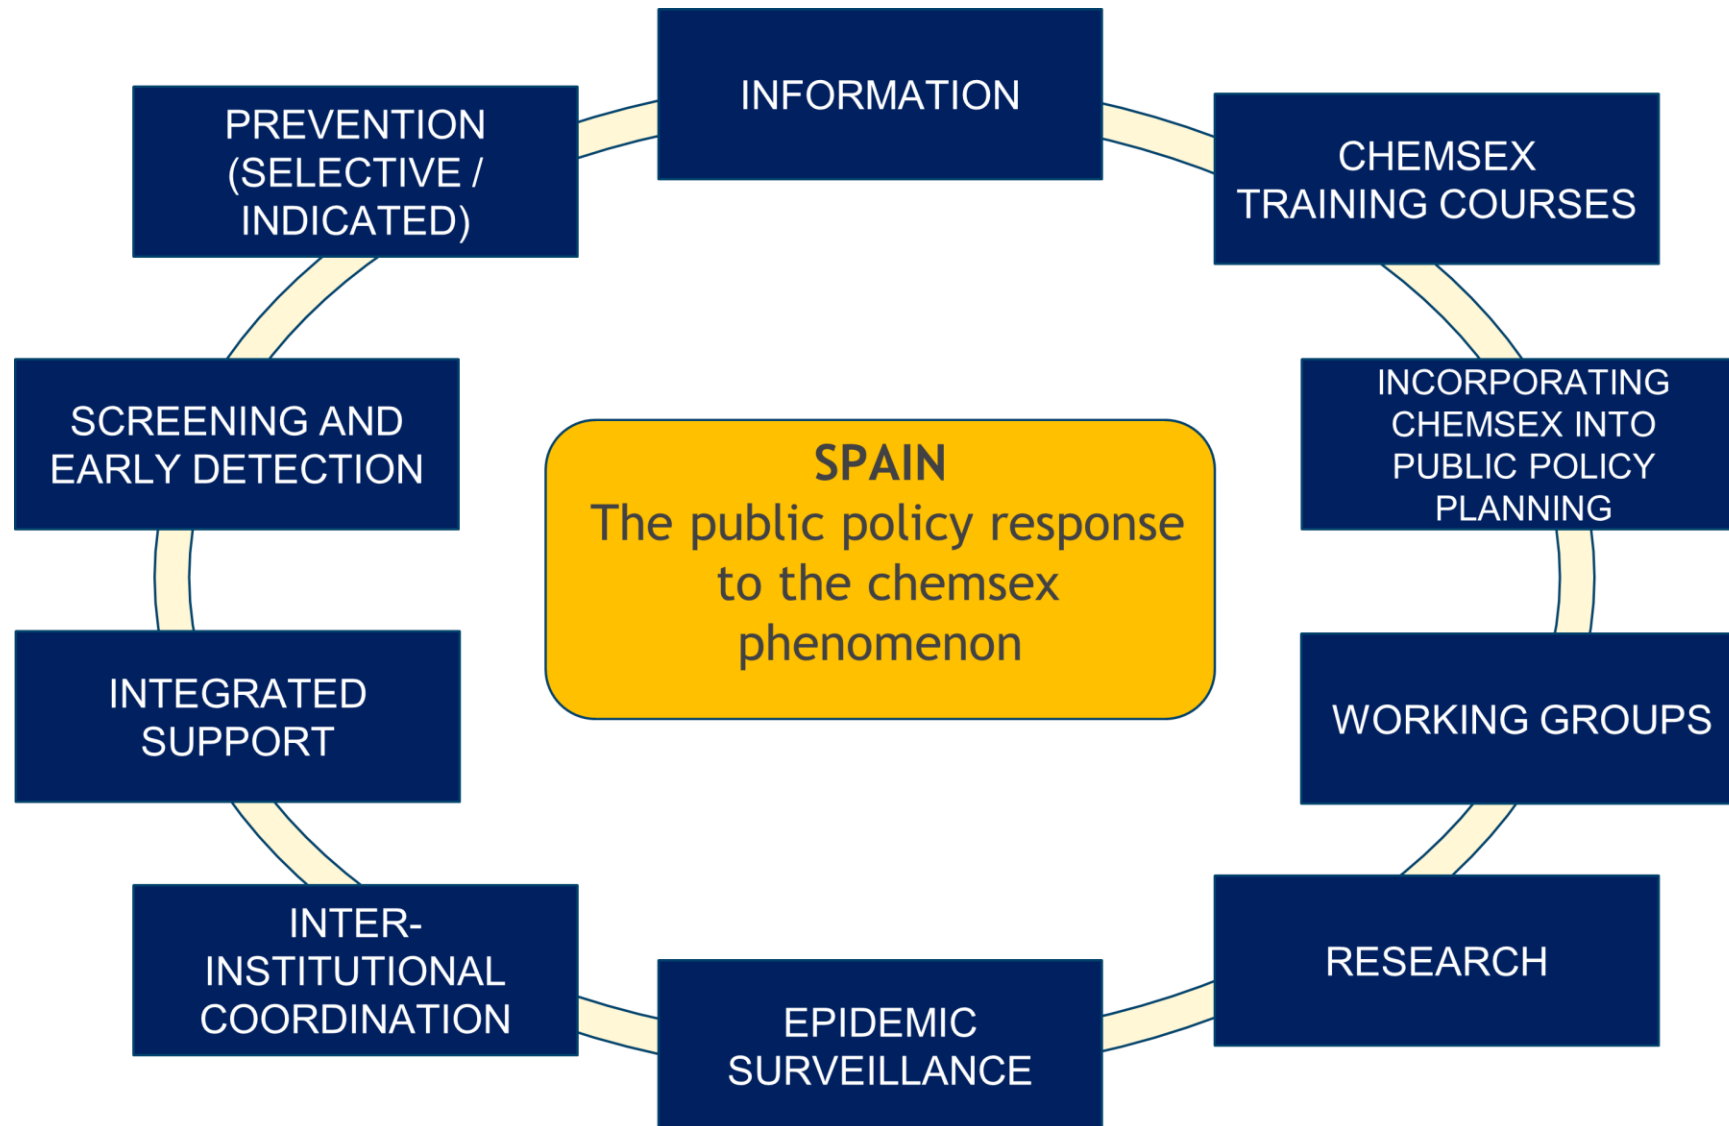 INFORMATION
CHEMSEX
TRAINING COURSES
INCORPORATING
CHEMSEX INTO
PUBLIC POLICY
PLANNING
WORKING GROUPS
RESEARCH
EPIDEMIC
SURVEILLANCE
INTER-
INSTITUTIONAL
COORDINATION
INTEGRATED
SUPPORT
SCREENING AND
EARLY DETECTION
PREVENTION
(SELECTIVE /
INDICATED)
SPAIN
The public policy response
to the chemsex
phenomenon